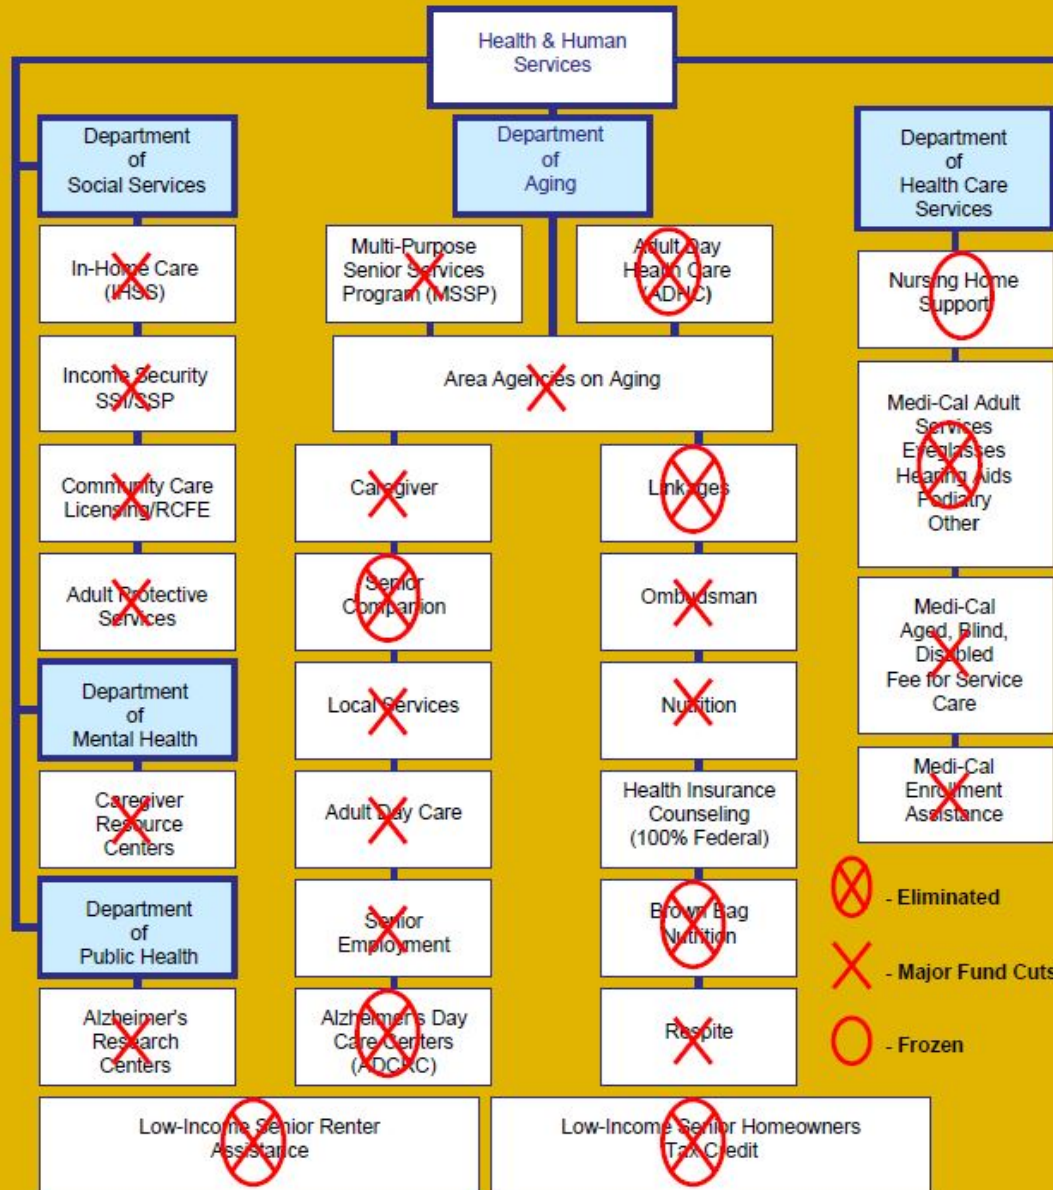 Health & Human
Services
Department
of
Social Services
In-Home Care
(IHSS)
Income Security
SSI/SSP
Community Care
Licensing/RCFE
Adult Protective
Services
Department
of
Mental Health
Caregiver
Resource
Centers
Department
of
Public Health
Alzheimer's
Research
Centers
Department
of
Aging
Multi-Purpose
Senior Services
Program (MSSP)
Adult Day
Health Care
(ADHC)
Area Agencies on Aging
Caregiver
Senior
Companion
Local Services
Adult Day Care
Senior
Employment
Alzheimer's Day
Care Centers
(ADCRC)
Linkages
Ombudsman
Nutrition
Health Insurance
Counseling
(100% Federal)
Brown Bag
Nutrition
Respite
Department
of
Health Care
Services
Nursing Home
Support
Medi-Cal Adult
Services
Eyeglasses
Hearing Aids
Podiatry
Other
Medi-Cal
Aged, Blind,
Disabled
Fee for Service
Care
Medi-Cal
Enrollment
Assistance
- Eliminated
- Major Fund Cuts
- Frozen
Low-Income Senior Renter
Assistance
Low-Income Senior Homeowners
Tax Credit